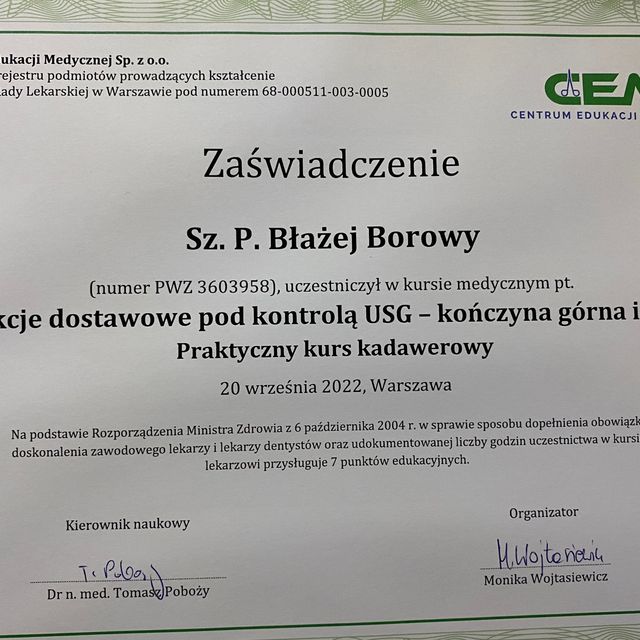 ukacji Medycznej Sp. z o.o.
rejestru podmiotów prowadzących kształcenie
ady Lekarskiej w Warszawie pod numerem 68-000511-003-0005
CEM
CENTRUM EDUKACJI
Zaświadczenie
Sz. P. Błażej Borowy
(numer PWZ 3603958), uczestniczył w kursie medycznym pt.
kcje dostawowe pod kontrolą USG – kończyna górna i
Praktyczny kurs kadawerowy
20 września 2022, Warszawa
Na podstawie Rozporządzenia Ministra Zdrowia z 6 października 2004 r. w sprawie sposobu dopełnienia obowiązk
doskonalenia zawodowego lekarzy i lekarzy dentystów oraz udokumentowanej liczby godzin uczestnictwa w kursi
lekarzowi przysługuje 7 punktów edukacyjnych.
Kierownik naukowy
Organizator
T. Poboży
M. Wojtasiewicz
Dr n. med. Tomasz Poboży
Monika Wojtasiewicz